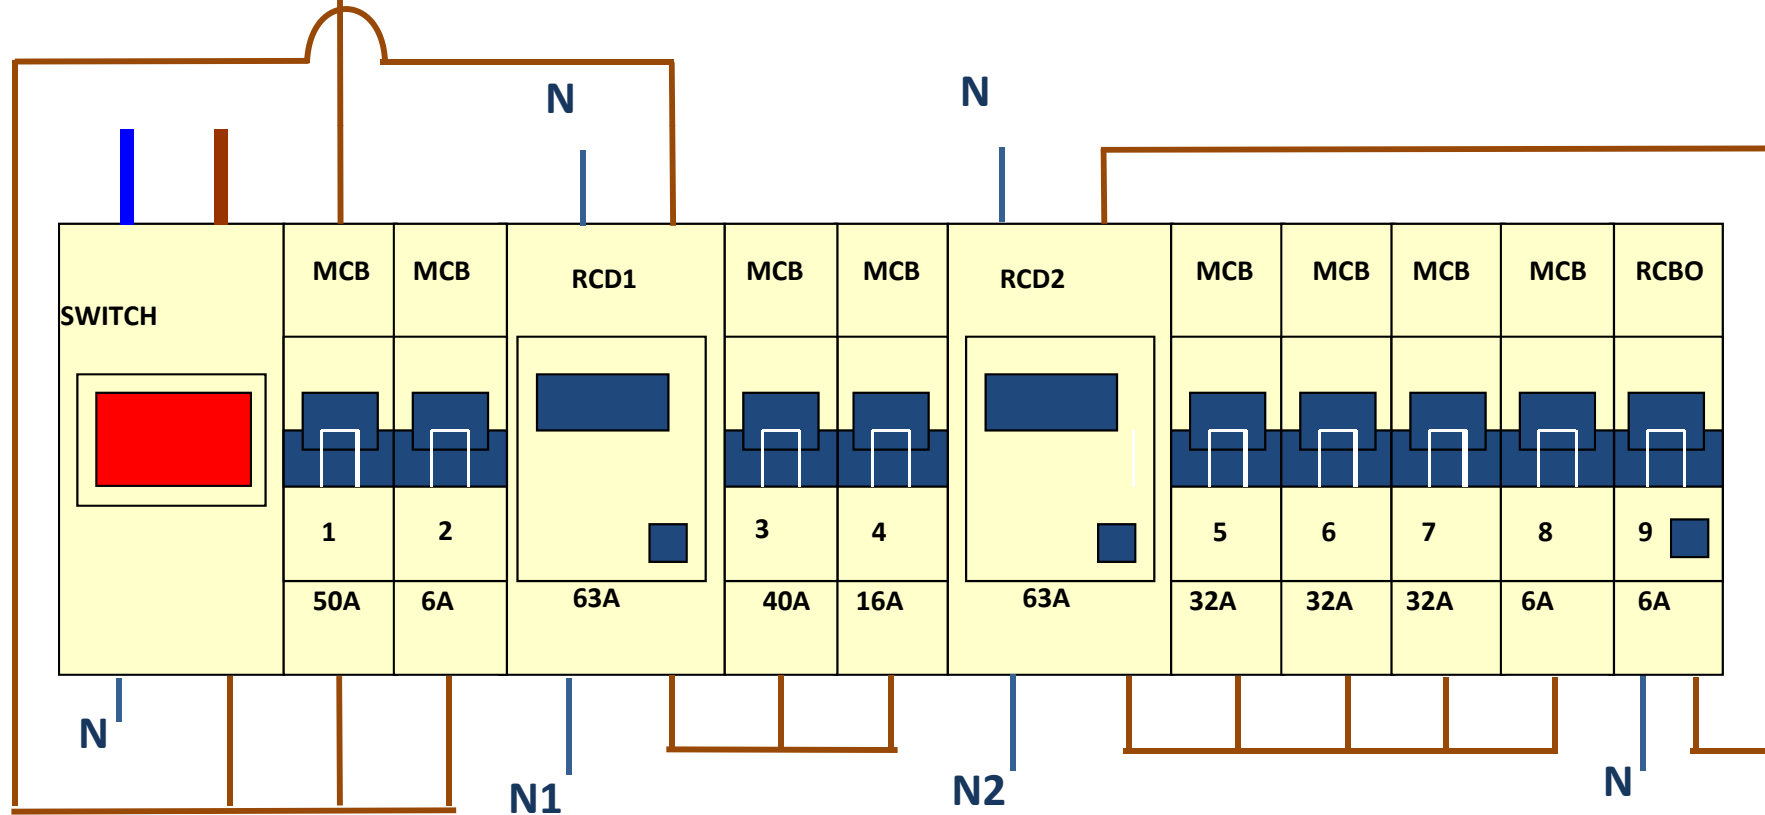 N N
MCB MCB RCD1 MCB MCB RCD2 MCB MCB MCB MCB RCBO
SWITCH
1 2 3 4 5 6 7 8 9
50A 6A 63A 40A 16A 63A 32A 32A 32A 6A 6A
N N1 N2 N